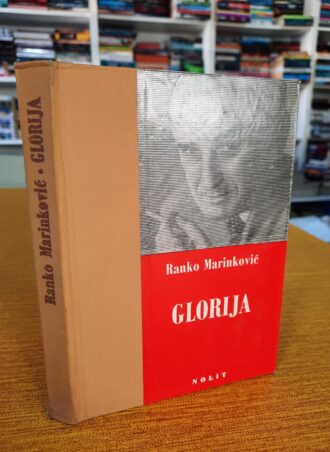 Ranko Marinković • GLORIJA
Ranko Marinković
GLORIJA
NOLIT